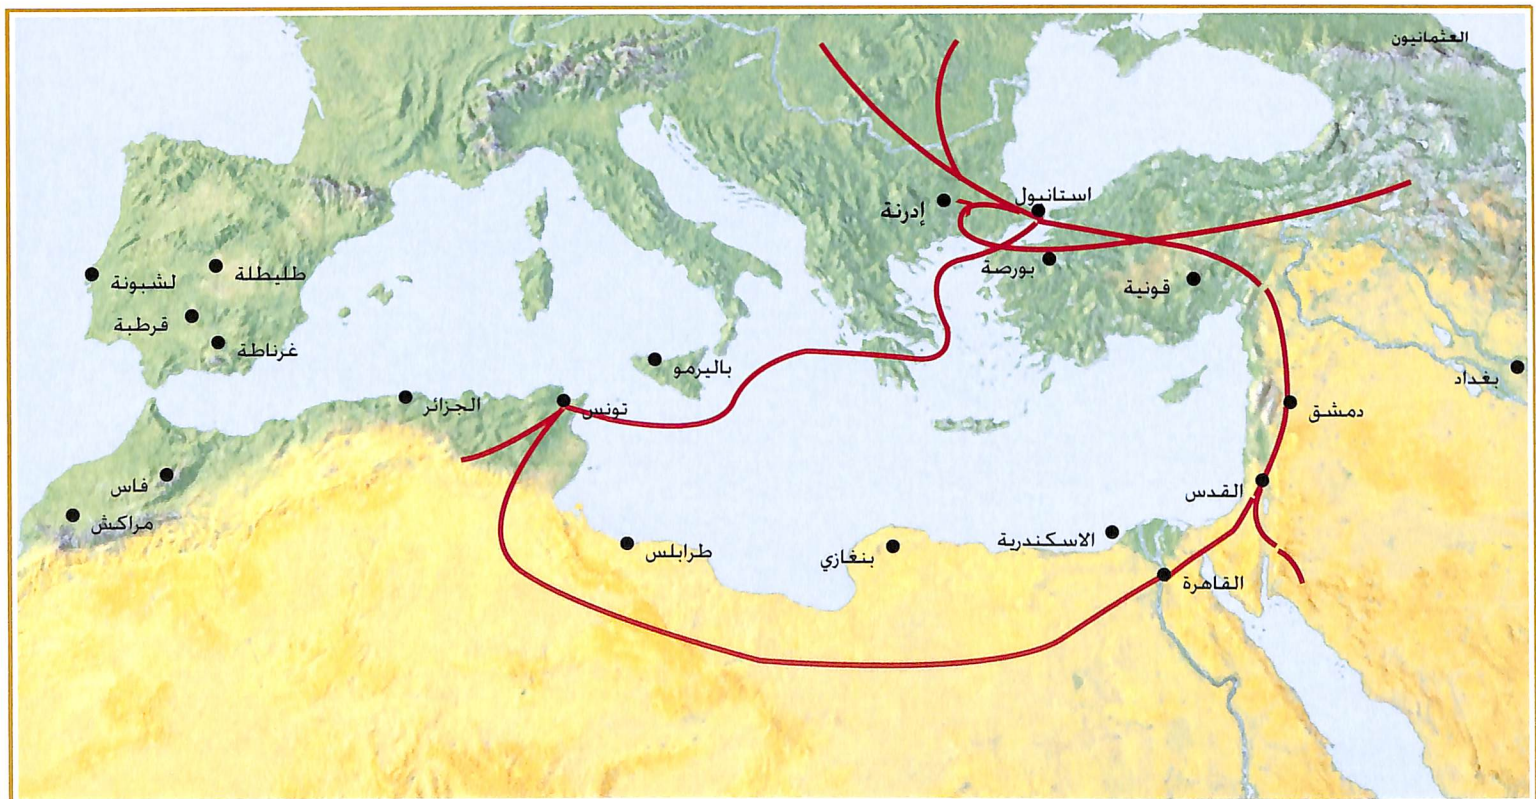 العثمانيون
استانبول
إدرنة
بورصة
قونية
طليطلة
لشبونة
قرطبة
غرناطة
باليرمو
بغداد
الجزائر
تونس
دمشق
فاس
القدس
مراكش
الاسكندرية
طرابلس
بنغازي
القاهرة